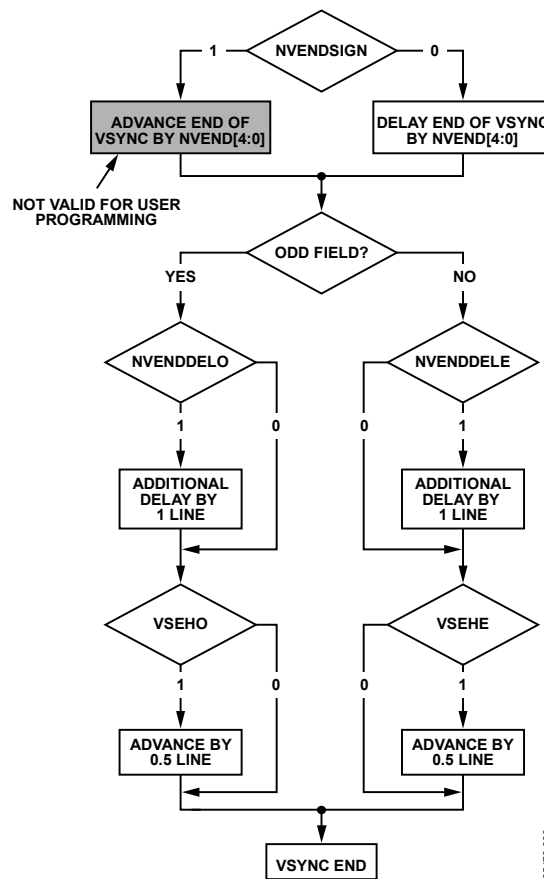 NVENDSIGN
1
0
ADVANCE END OF
VSYNC BY NVEND[4:0]
DELAY END OF VSYNC
BY NVEND[4:0]
NOT VALID FOR USER
PROGRAMMING
ODD FIELD?
YES
NO
NVENDDELO
NVENDDELE
1
0
0
1
ADDITIONAL
DELAY BY
1 LINE
ADDITIONAL
DELAY BY
1 LINE
VSEHO
VSEHE
1
0
0
1
ADVANCE BY
0.5 LINE
ADVANCE BY
0.5 LINE
VSYNC END